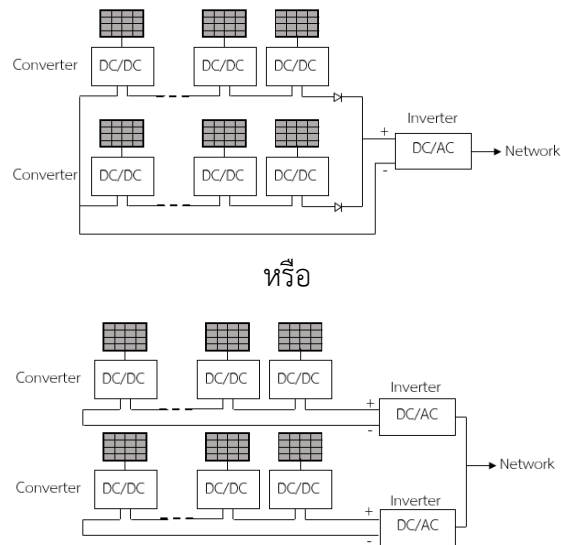 Converter DC/DC DC/DC DC/DC
Inverter
+
DC/AC Network
-
Converter DC/DC DC/DC DC/DC
หรือ
Converter DC/DC DC/DC DC/DC
Inverter
+
DC/AC
-
Network
Converter DC/DC DC/DC DC/DC
Inverter
+
DC/AC
-